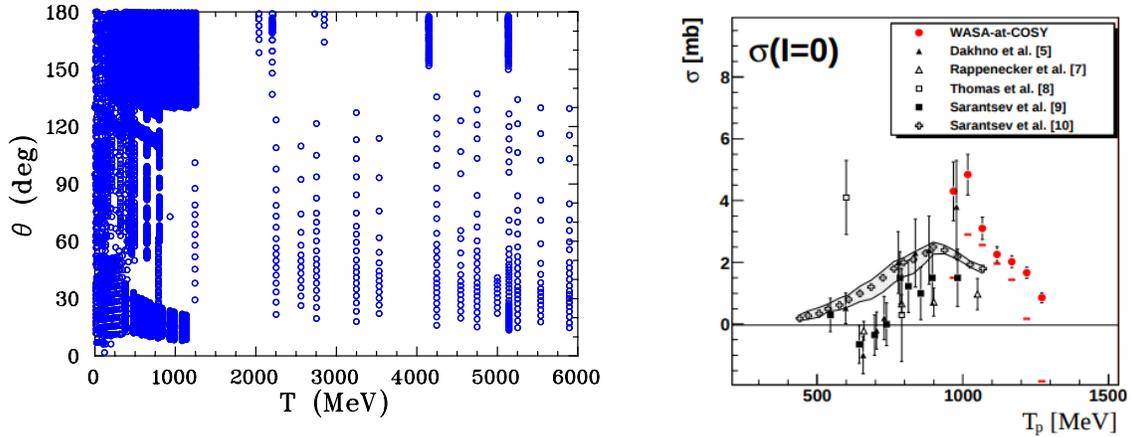 180
150
120
90
60
30
0
θ (deg)
0 1000 2000 3000 4000 5000 6000
T (MeV)
σ [mb]
8
6
4
2
0
σ(I=0)
WASA-at-COSY
Dakhno et al. [5]
Rappenecker et al. [7]
Thomas et al. [8]
Sarantsev et al. [9]
Sarantsev et al. [10]
500 1000 1500
Tp [MeV]